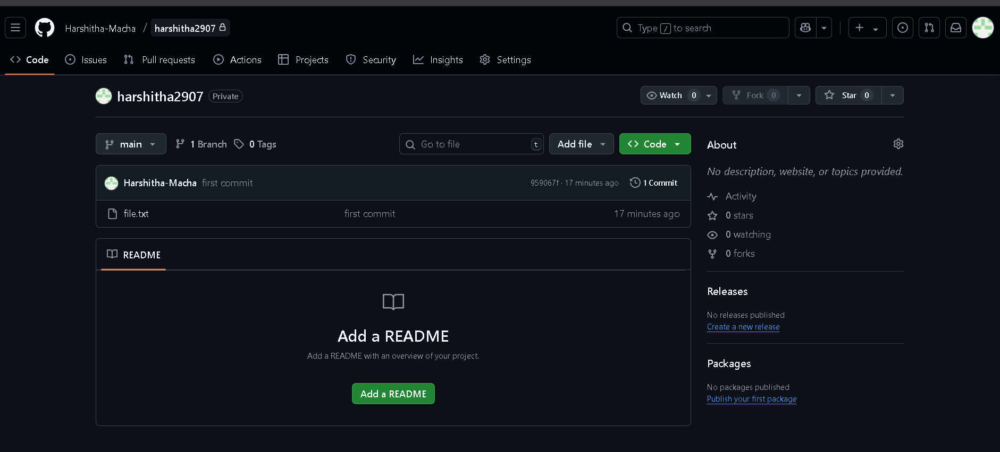 Harshitha-Macha / harshitha2907 Type / to search
Code Issues Pull requests Actions Projects Security Insights Settings
harshitha2907 Private Watch 0 Fork 0 Star 0
main 1 Branch 0 Tags Go to file t Add file Code
Harshitha-Macha first commit 959067f · 17 minutes ago 1 Commit
file.txt first commit 17 minutes ago
README
Add a README
Add a README with an overview of your project.
Add a README
About
No description, website, or topics provided.
Activity
0 stars
0 watching
0 forks
Releases
No releases published
Create a new release
Packages
No packages published
Publish your first package